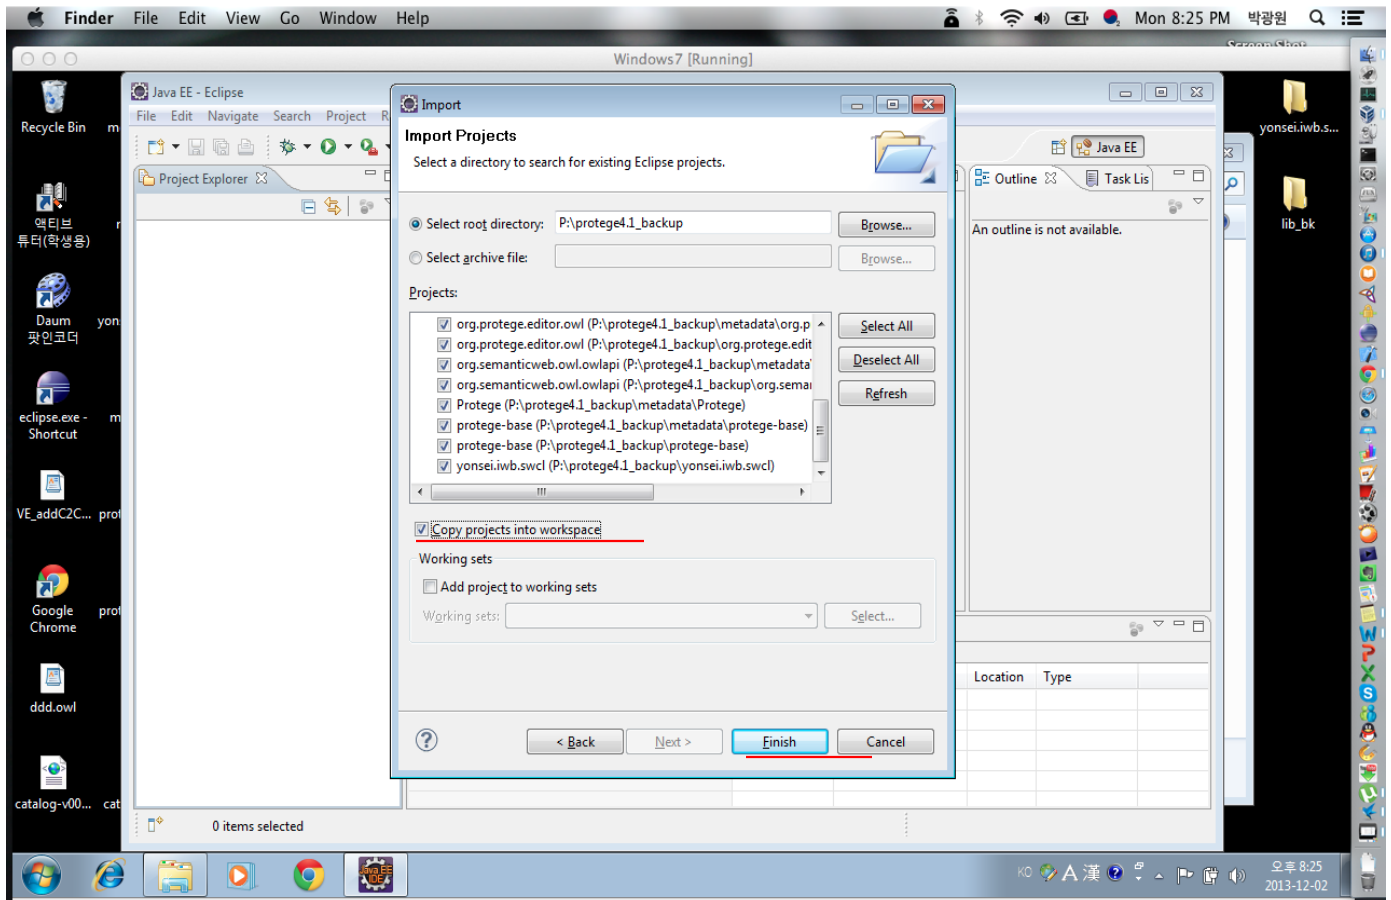 Finder File Edit View Go Window Help
Mon 8:25 PM 박광원
Windows7 [Running]
Recycle Bin
액티브
튜터(학생용)
Daum
팟인코더
eclipse.exe -
Shortcut
VE_addC2C...
Google
Chrome
ddd.owl
catalog-v00...
Java EE - Eclipse
File Edit Navigate Search Project
Project Explorer
0 items selected
Import
Import Projects
Select a directory to search for existing Eclipse projects.
Select root directory: P:\protege4.1_backup Browse...
Select archive file: Browse...
Projects:
org.protege.editor.owl (P:\protege4.1_backup\metadata\org.p
org.protege.editor.owl (P:\protege4.1_backup\org.protege.edit
org.semanticweb.owl.owlapi (P:\protege4.1_backup\metadata'
org.semanticweb.owl.owlapi (P:\protege4.1_backup\org.semai
Protege (P:\protege4.1_backup\metadata\Protege)
protege-base (P:\protege4.1_backup\metadata\protege-base)
protege-base (P:\protege4.1_backup\protege-base)
yonsei.iwb.swcl (P:\protege4.1_backup\yonsei.iwb.swcl)
Select All
Deselect All
Refresh
Copy projects into workspace
Working sets
Add project to working sets
Working sets: Select...
< Back Next > Finish Cancel
Java EE
Outline Task Lis
An outline is not available.
Location Type
yonsei.iwb.s...
lib_bk
Java EE
IDE
KO A 漢
오후 8:25
2013-12-02